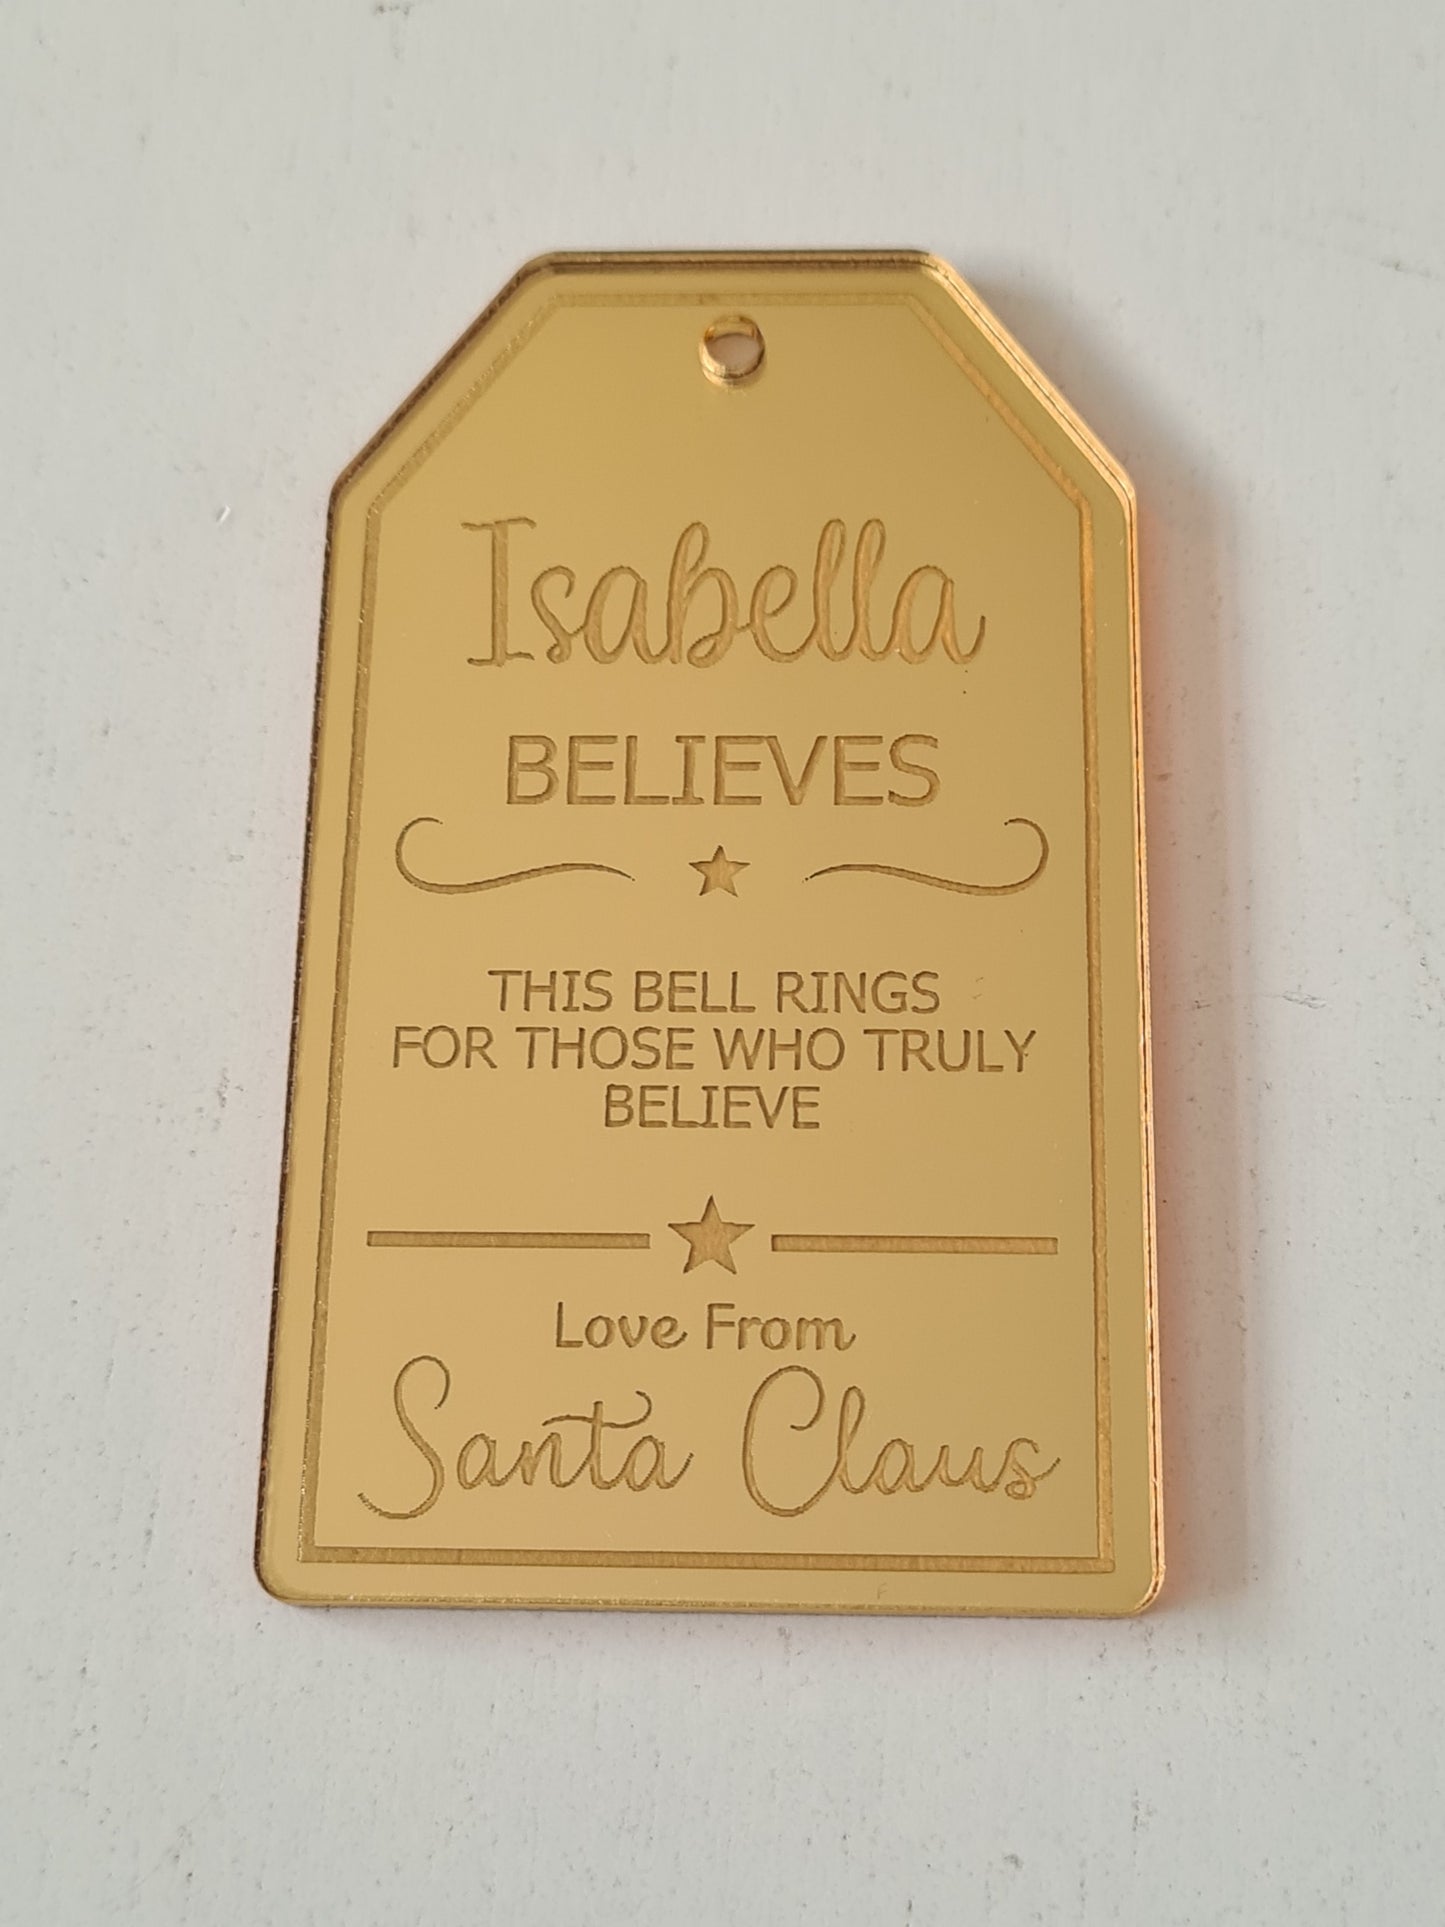 Isabella
BELIEVES
THIS BELL RINGS
FOR THOSE WHO TRULY
BELIEVE
Love From
Santa Claus